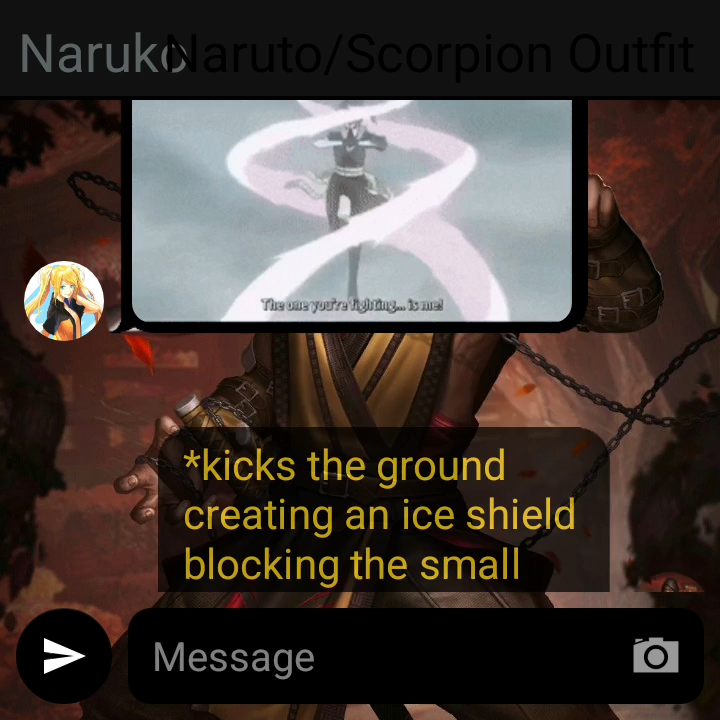 Naruko
Naruto/Scorpion Outfit
The one you're fighting... is me!
*kicks the ground
creating an ice shield
blocking the small
Message